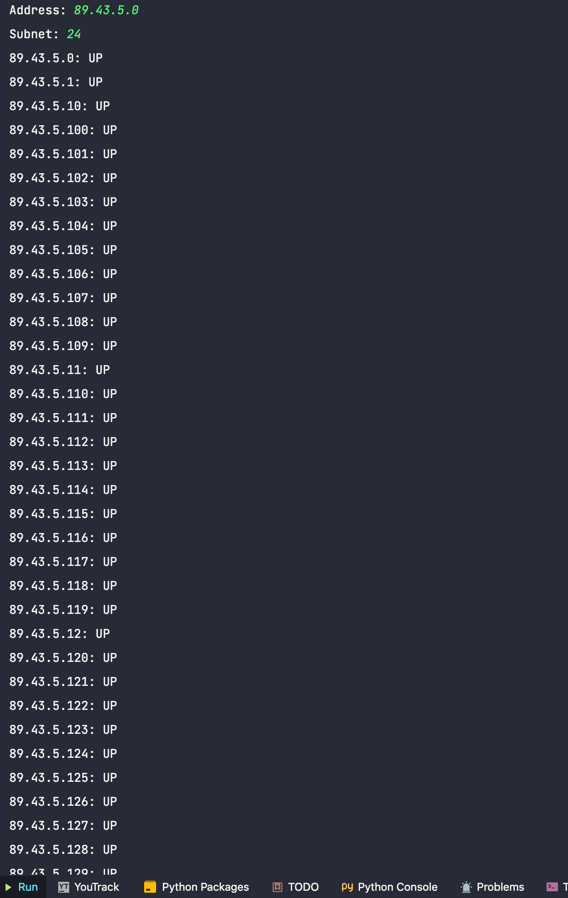 Address: 89.43.5.0
Subnet: 24
89.43.5.0: UP
89.43.5.1: UP
89.43.5.10: UP
89.43.5.100: UP
89.43.5.101: UP
89.43.5.102: UP
89.43.5.103: UP
89.43.5.104: UP
89.43.5.105: UP
89.43.5.106: UP
89.43.5.107: UP
89.43.5.108: UP
89.43.5.109: UP
89.43.5.11: UP
89.43.5.110: UP
89.43.5.111: UP
89.43.5.112: UP
89.43.5.113: UP
89.43.5.114: UP
89.43.5.115: UP
89.43.5.116: UP
89.43.5.117: UP
89.43.5.118: UP
89.43.5.119: UP
89.43.5.12: UP
89.43.5.120: UP
89.43.5.121: UP
89.43.5.122: UP
89.43.5.123: UP
89.43.5.124: UP
89.43.5.125: UP
89.43.5.126: UP
89.43.5.127: UP
89.43.5.128: UP
89.43.5.129: UP
Run YT YouTrack Python Packages TODO Python Console Problems T